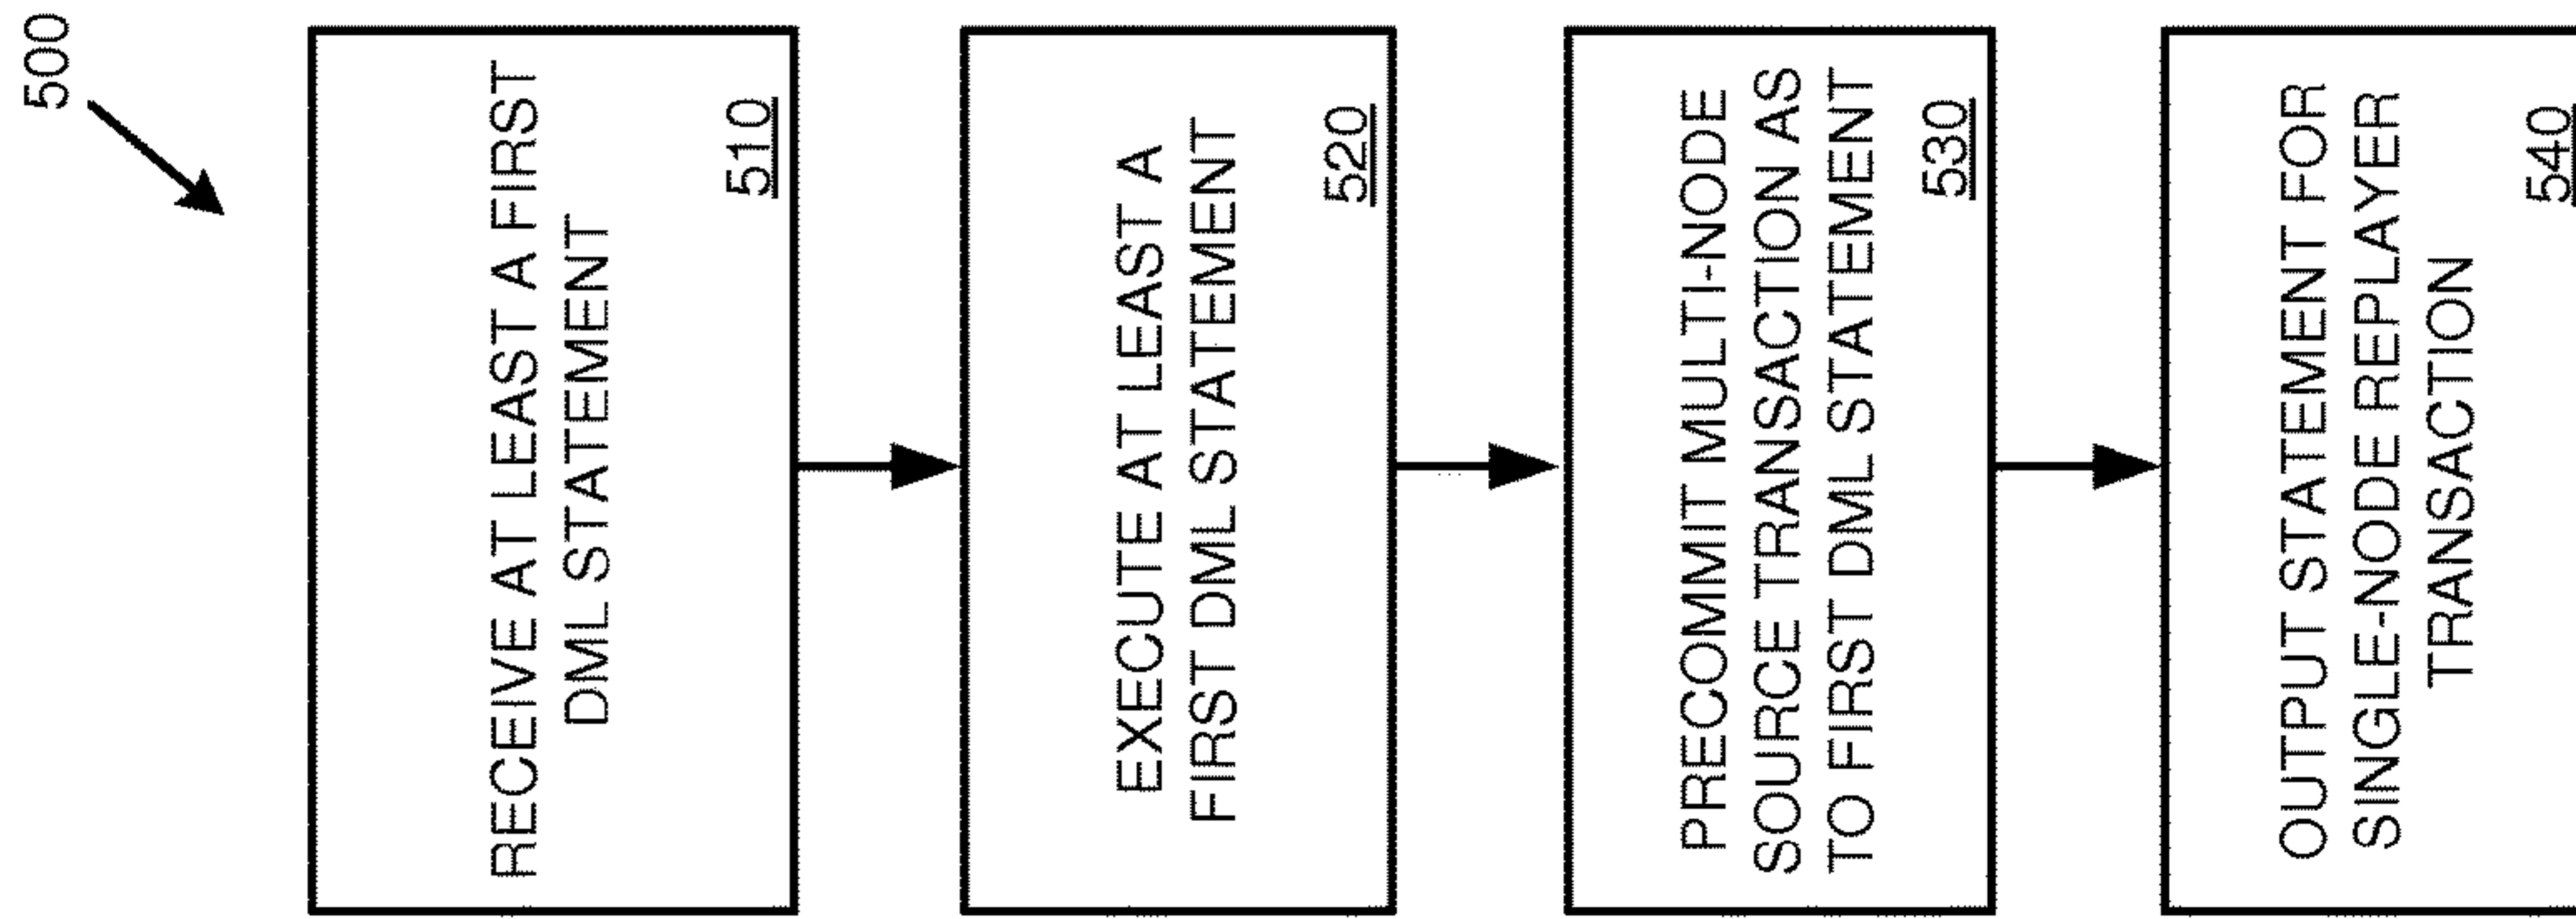 500
RECEIVE AT LEAST A FIRST
DML STATEMENT
510
EXECUTE AT LEAST A
FIRST DML STATEMENT
520
PRECOMMIT MULTI-NODE
SOURCE TRANSACTION AS
TO FIRST DML STATEMENT
530
OUTPUT STATEMENT FOR
SINGLE-NODE REPLAYER
TRANSACTION
540